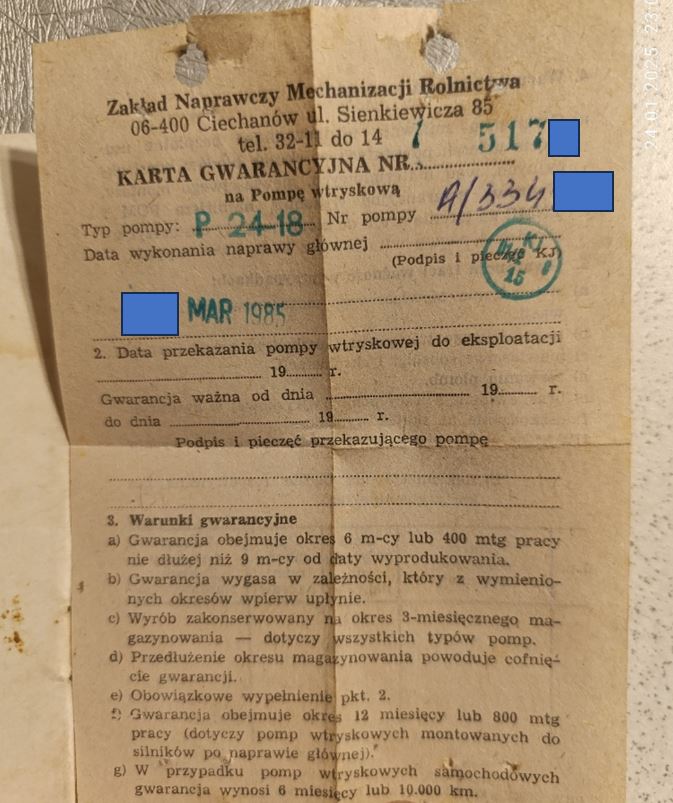 Zakład Naprawczy Mechanizacji Rolnictwa
06-400 Ciechanów ul. Sienkiewicza 85
tel. 32-11 do 14 / 517
KARTA GWARANCYJNA NR...............
na Pompę wtryskową
Typ pompy: P 24-18 Nr pompy A/334
Data wykonania naprawy głównej ...............
(Podpis i pieczęć KJ)
KJ
15
MAR 1985
2. Data przekazania pompy wtryskowej do eksploatacji
............... 19........ r.
Gwarancja ważna od dnia ............... 19........ r.
do dnia ............... 19........ r.
Podpis i pieczęć przekazującego pompę
3. Warunki gwarancyjne
a) Gwarancja obejmuje okres 6 m-cy lub 400 mtg pracy
nie dłużej niż 9 m-cy od daty wyprodukowania.
b) Gwarancja wygasa w zależności, który z wymienio-
nych okresów wpierw upłynie.
c) Wyrób zakonserwowany na okres 3-miesięcznego ma-
gazynowania — dotyczy wszystkich typów pomp.
d) Przedłużenie okresu magazynowania powoduje cofnię-
cie gwarancji.
e) Obowiązkowe wypełnienie pkt. 2.
f) Gwarancja obejmuje okres 12 miesięcy lub 800 mtg
pracy (dotyczy pomp wtryskowych montowanych do
silników po naprawie głównej).
g) W przypadku pomp wtryskowych samochodowych
gwarancja wynosi 6 miesięcy lub 10.000 km.
24.01.2025 23:0